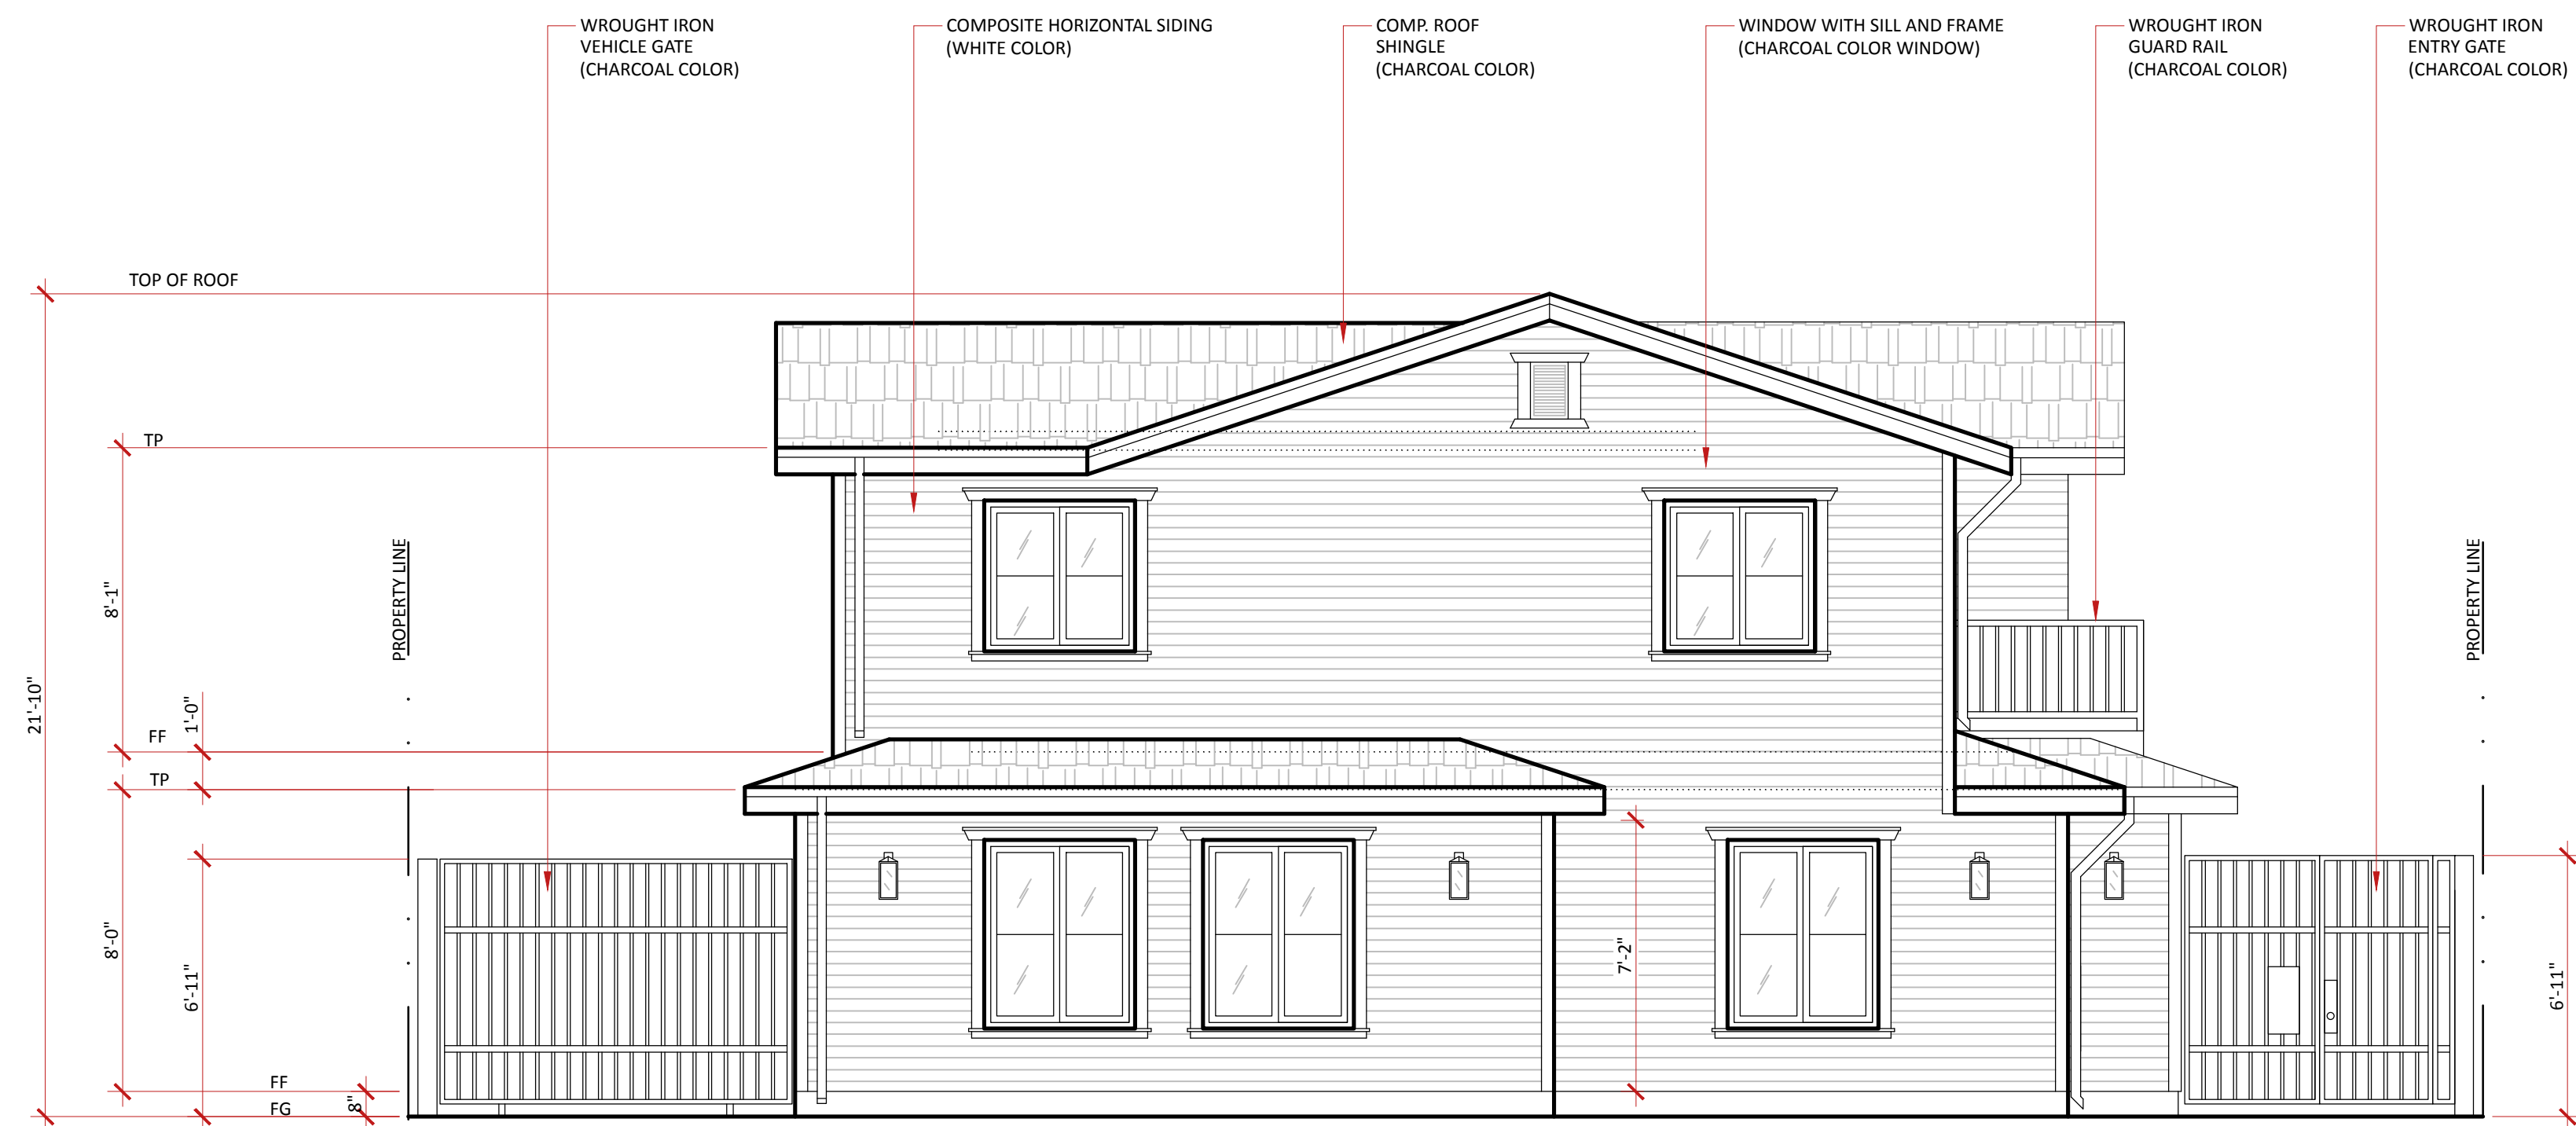 WROUGHT IRON
VEHICLE GATE
(CHARCOAL COLOR)
COMPOSITE HORIZONTAL SIDING
(WHITE COLOR)
COMP. ROOF
SHINGLE
(CHARCOAL COLOR)
WINDOW WITH SILL AND FRAME
(CHARCOAL COLOR WINDOW)
WROUGHT IRON
GUARD RAIL
(CHARCOAL COLOR)
WROUGHT IRON
ENTRY GATE
(CHARCOAL COLOR)
TOP OF ROOF
TP
PROPERTY LINE
PROPERTY LINE
8'-1"
21'-10"
1'-0"
FF
TP
8'-0"
6'-11"
7'-2"
6'-11"
FF
8"
FG